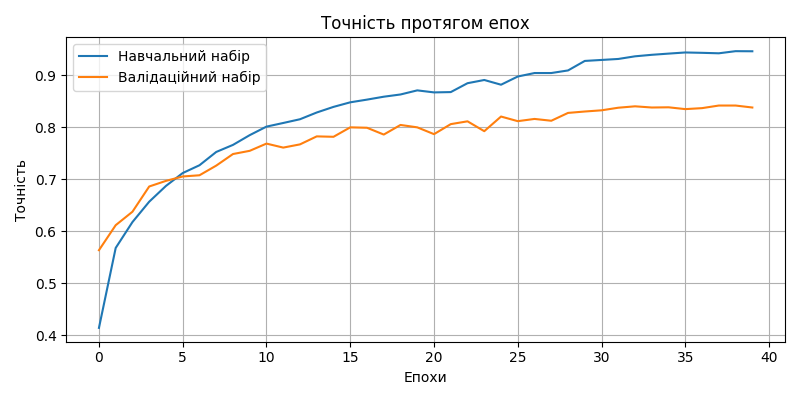 Точність протягом епох
Навчальний набір
Валідаційний набір
Точність
0.9
0.8
0.7
0.6
0.5
0.4
0 5 10 15 20 25 30 35 40
Епохи